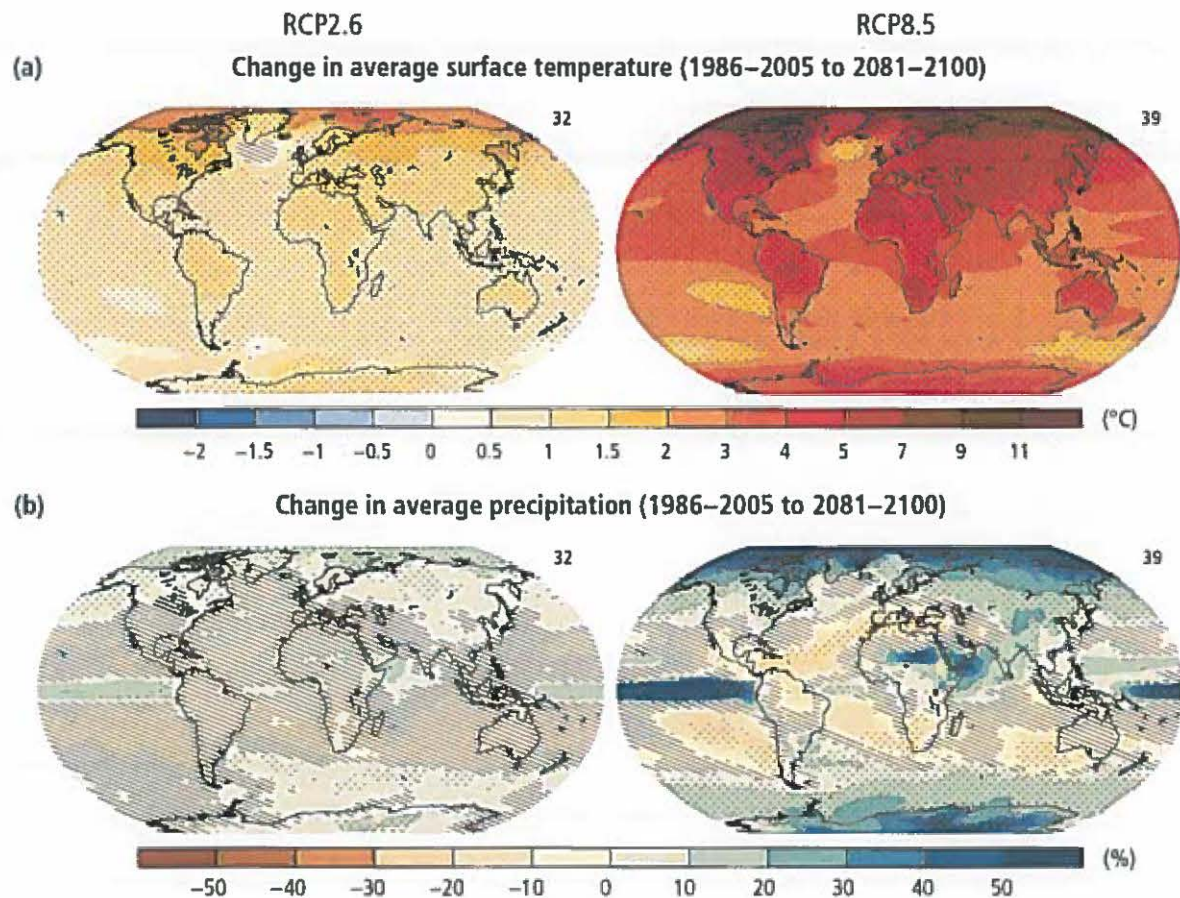 RCP2.6 RCP8.5
(a) Change in average surface temperature (1986–2005 to 2081–2100)
32 39
(°C)
−2 −1.5 −1 −0.5 0 0.5 1 1.5 2 3 4 5 7 9 11
(b) Change in average precipitation (1986–2005 to 2081–2100)
32 39
(%)
−50 −40 −30 −20 −10 0 10 20 30 40 50